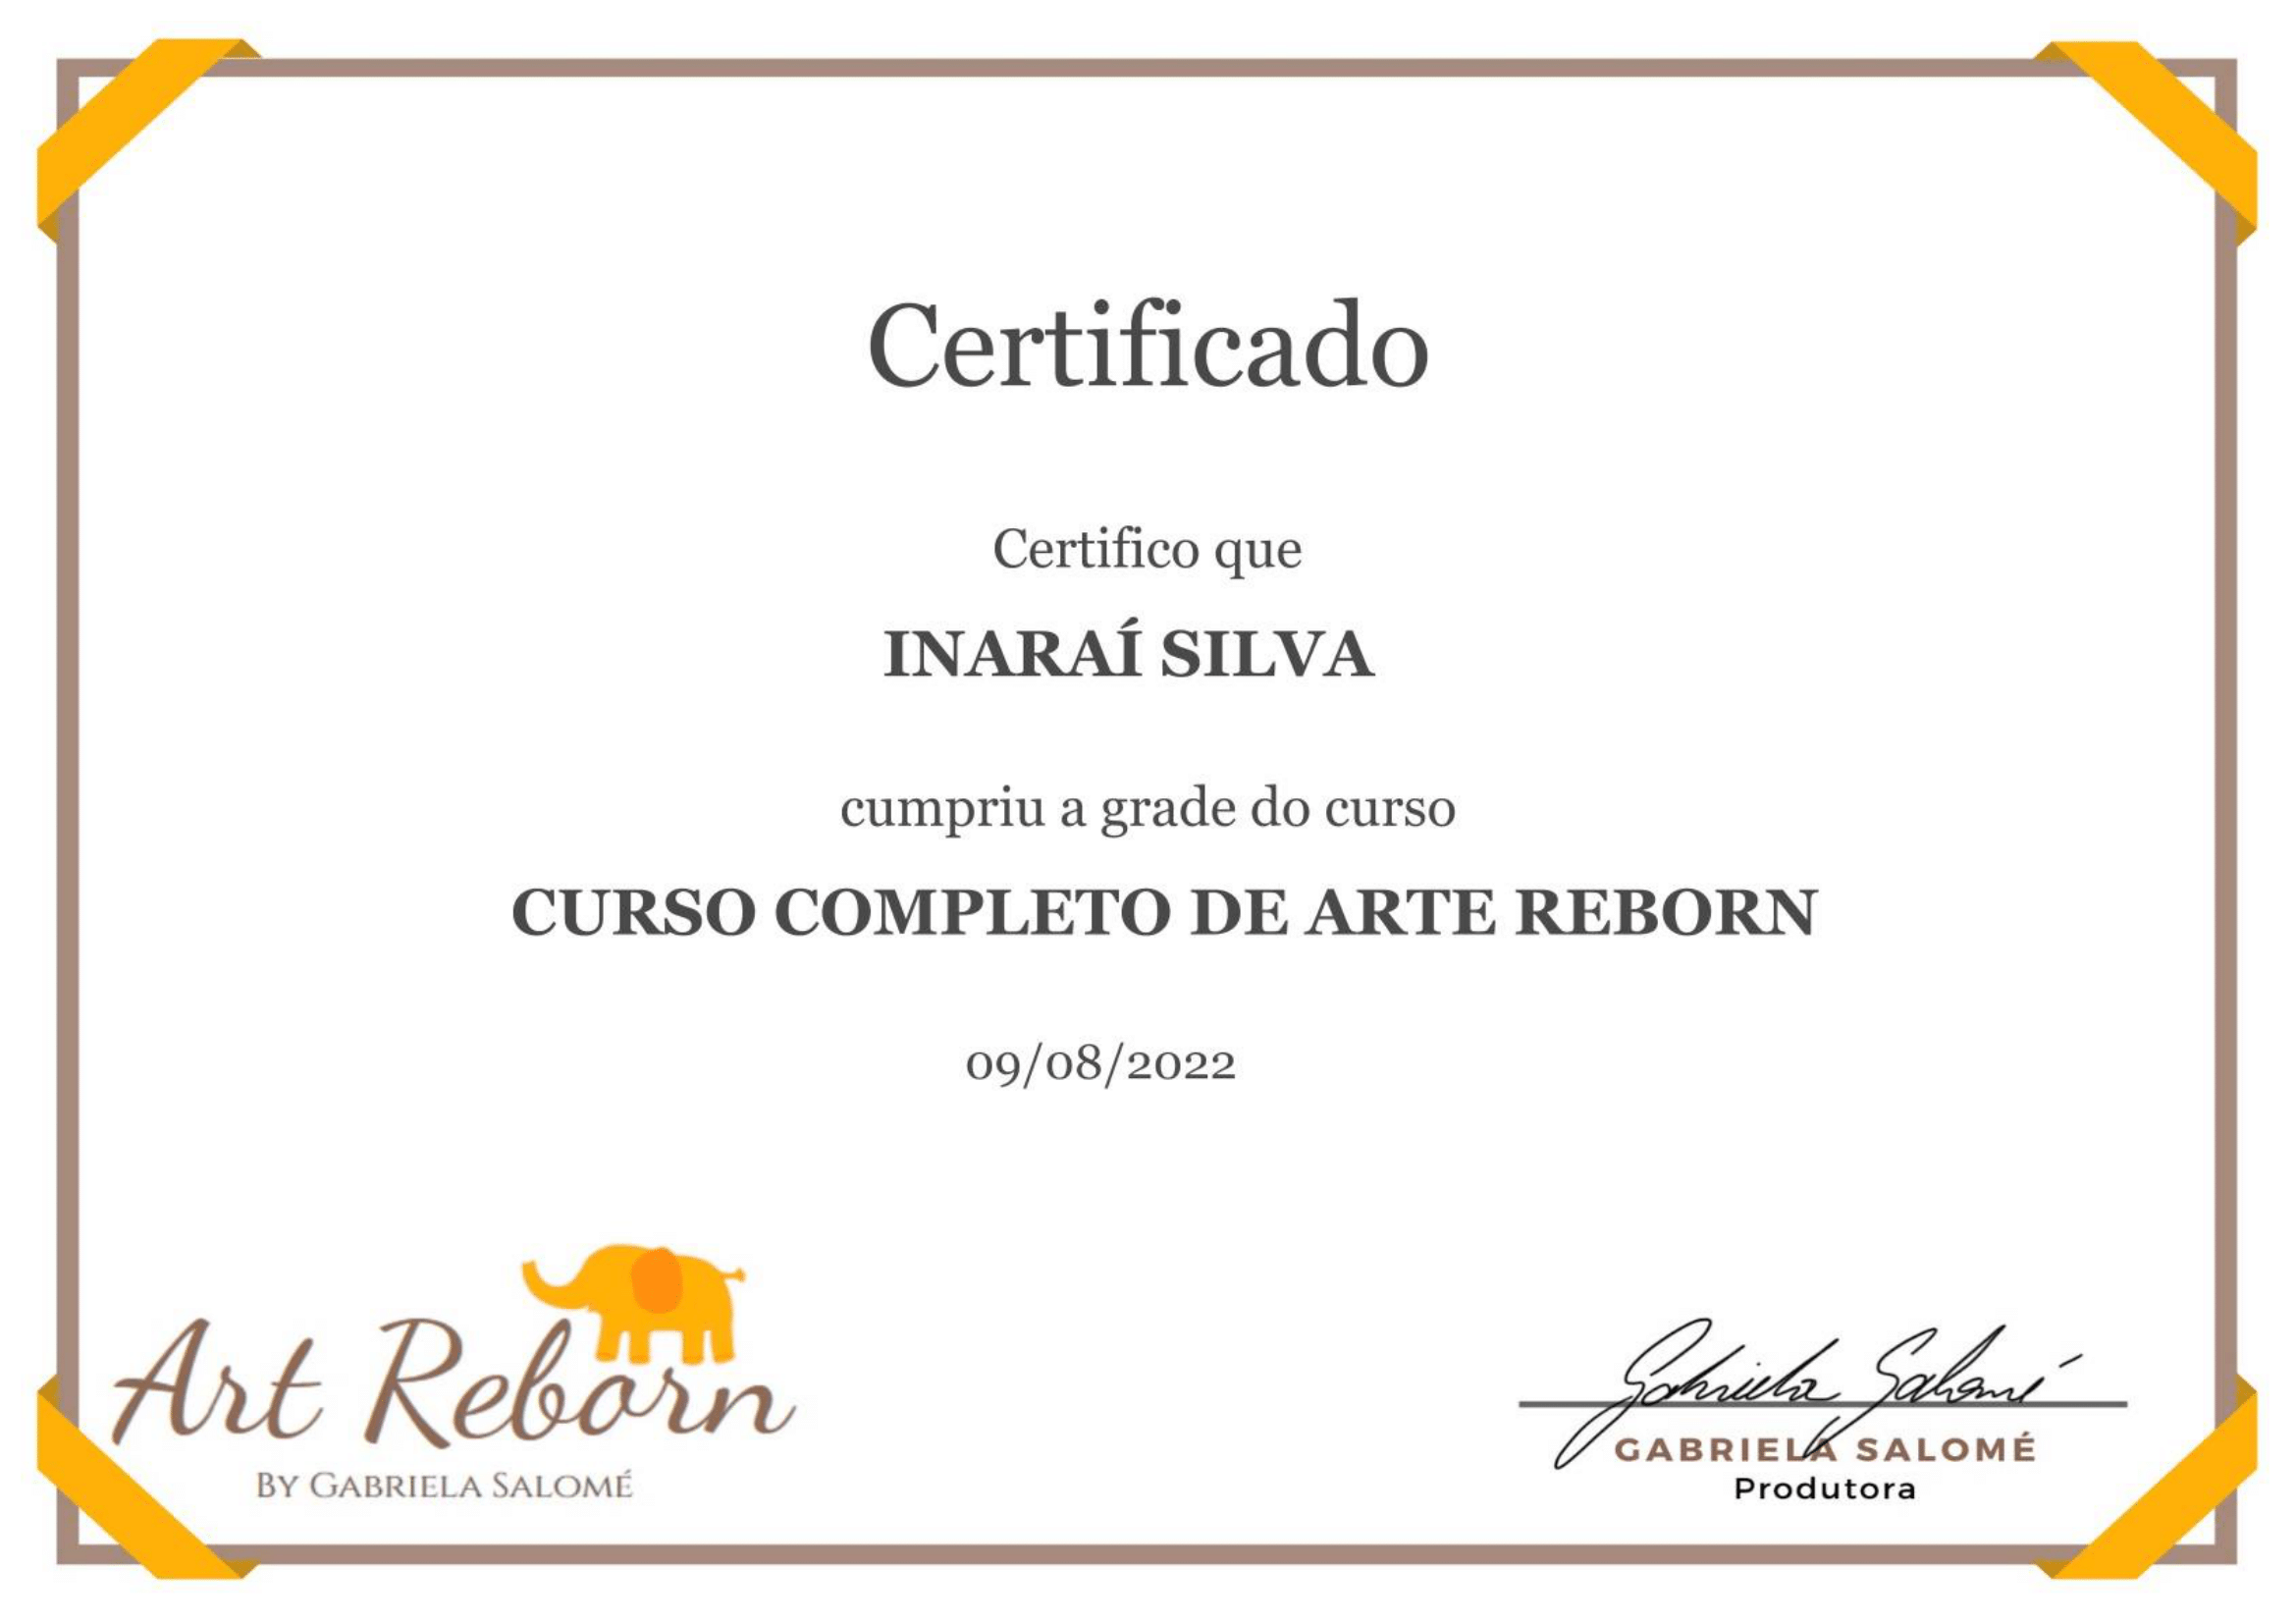 Certificado
Certifico que
INARAÍ SILVA
cumpriu a grade do curso
CURSO COMPLETO DE ARTE REBORN
09/08/2022
Art Reborn
BY GABRIELA SALOMÉ
Gabriela Salomé
GABRIELA SALOMÉ
Produtora